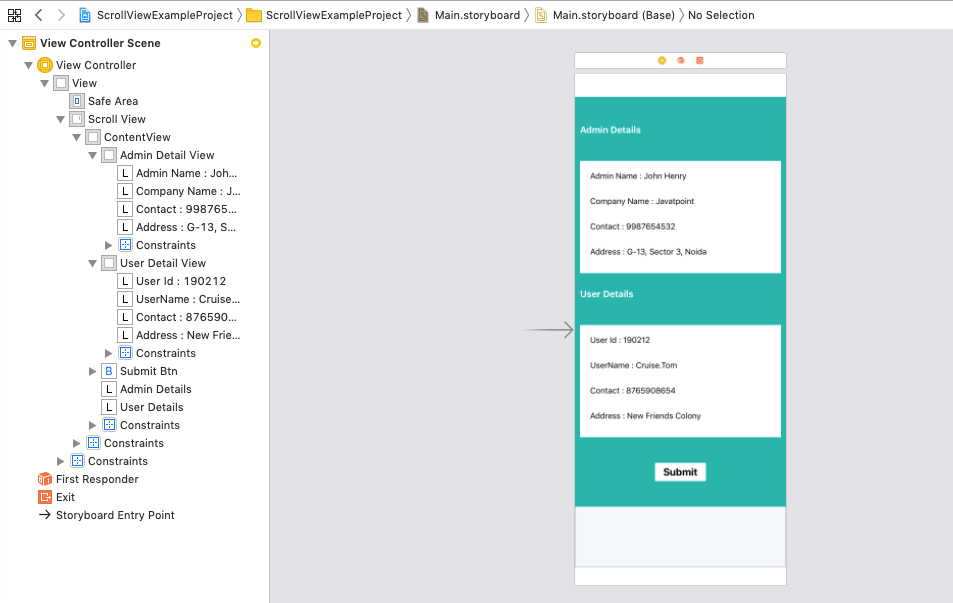 ScrollViewExampleProject ScrollViewExampleProject Main.storyboard Main.storyboard (Base) No Selection
View Controller Scene
View Controller
View
Safe Area
Scroll View
ContentView
Admin Detail View
Admin Name : Joh...
Company Name : J...
Contact : 998765...
Address : G-13, S...
Constraints
User Detail View
User Id : 190212
UserName : Cruise...
Contact : 876590...
Address : New Frie...
Constraints
Submit Btn
Admin Details
User Details
Constraints
Constraints
Constraints
First Responder
Exit
Storyboard Entry Point
Admin Details
Admin Name : John Henry
Company Name : Javatpoint
Contact : 9987654532
Address : G-13, Sector 3, Noida
User Details
User Id : 190212
UserName : Cruise.Tom
Contact : 8765908654
Address : New Friends Colony
Submit